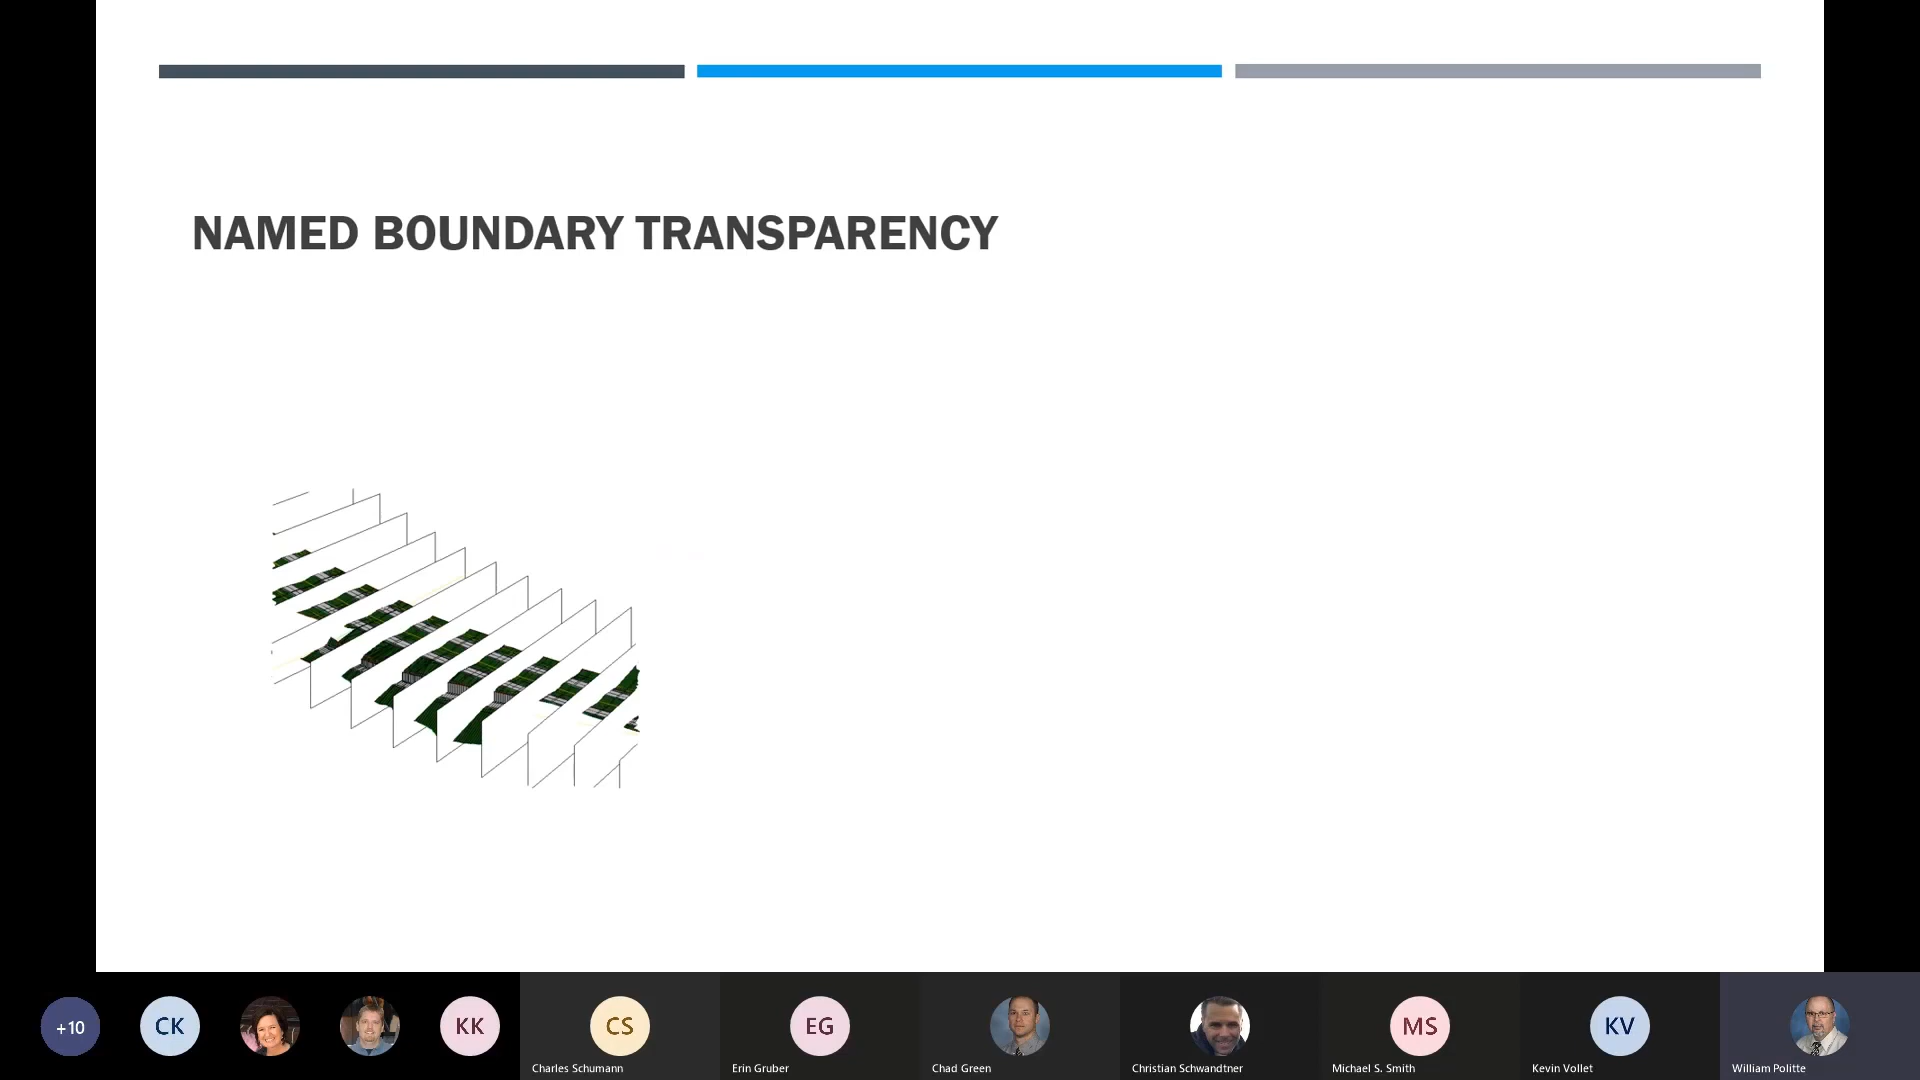 NAMED BOUNDARY TRANSPARENCY
+10
CK
KK
CS
EG
MS
KV
Charles Schumann
Erin Gruber
Chad Green
Christian Schwandtner
Michael S. Smith
Kevin Vollet
William Politte